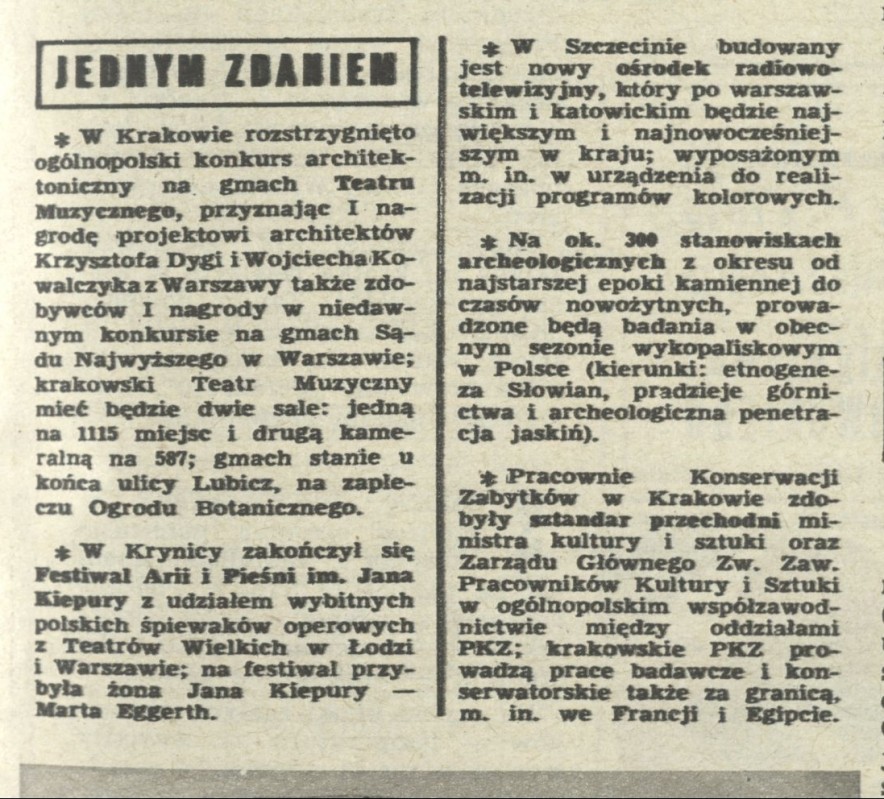 JEDNYM ZDANIEM
* W Krakowie rozstrzygnięto
ogólnopolski konkurs architek-
toniczny na gmach Teatru
Muzycznego, przyznając I na-
grodę projektowi architektów
Krzysztofa Dygi i Wojciecha Ko-
walczyka z Warszawy także zdo-
bywców I nagrody w niedaw-
nym konkursie na gmach Są-
du Najwyższego w Warszawie;
krakowski Teatr Muzyczny
mieć będzie dwie sale: jedną
na 1115 miejsc i drugą kame-
ralną na 587; gmach stanie u
końca ulicy Lubicz, na zaple-
czu Ogrodu Botanicznego.
* W Krynicy zakończył się
Festiwal Arii i Pieśni im. Jana
Kiepury z udziałem wybitnych
polskich śpiewaków operowych
z Teatrów Wielkich w Łodzi
i Warszawie; na festiwal przy-
była żona Jana Kiepury —
Marta Eggerth.
* W Szczecinie budowany
jest nowy ośrodek radiowo-
telewizyjny, który po warszaw-
skim i katowickim będzie naj-
większym i najnowocześniej-
szym w kraju; wyposażonym
m. in. w urządzenia do reali-
zacji programów kolorowych.
* Na ok. 300 stanowiskach
archeologicznych z okresu od
najstarszej epoki kamiennej do
czasów nowożytnych, prowa-
dzone będą badania w obec-
nym sezonie wykopaliskowym
w Polsce (kierunki: etnogene-
za Słowian, pradzieje górni-
ctwa i archeologiczna penetra-
cja jaskiń).
* Pracownie Konserwacji
Zabytków w Krakowie zdo-
były sztandar przechodni mi-
nistra kultury i sztuki oraz
Zarządu Głównego Zw. Zaw.
Pracowników Kultury i Sztuki
w ogólnopolskim współzawod-
nictwie między oddziałami
PKZ; krakowskie PKZ pro-
wadzą prace badawcze i kon-
serwatorskie także za granicą,
m. in. we Francji i Egipcie.